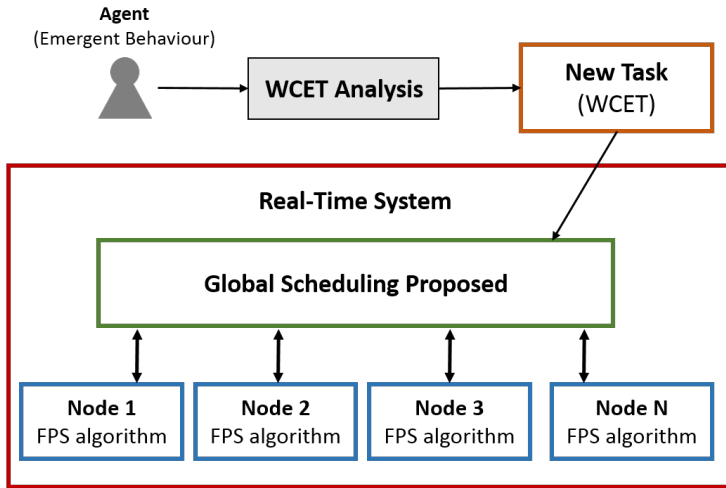 Agent
(Emergent Behaviour)
WCET Analysis
New Task
(WCET)
Real-Time System
Global Scheduling Proposed
Node 1
FPS algorithm
Node 2
FPS algorithm
Node 3
FPS algorithm
Node N
FPS algorithm